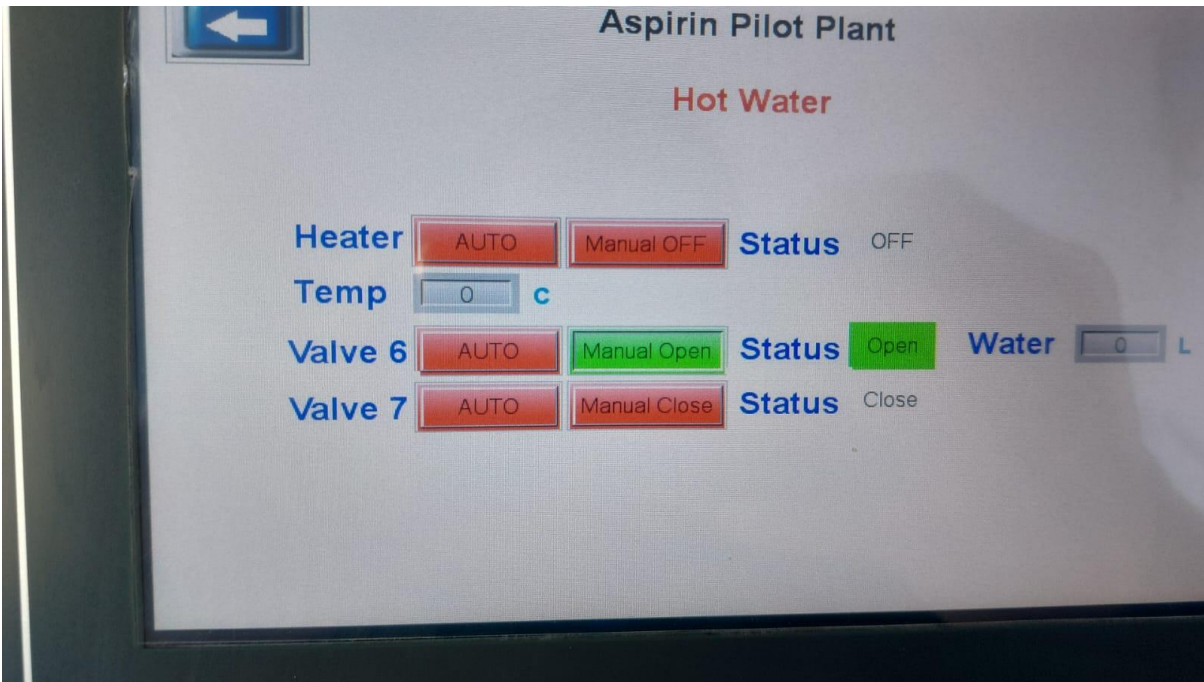 Aspirin Pilot Plant
Hot Water
Heater AUTO Manual OFF Status OFF
Temp 0 C
Valve 6 AUTO Manual Open Status Open Water 0 L
Valve 7 AUTO Manual Close Status Close